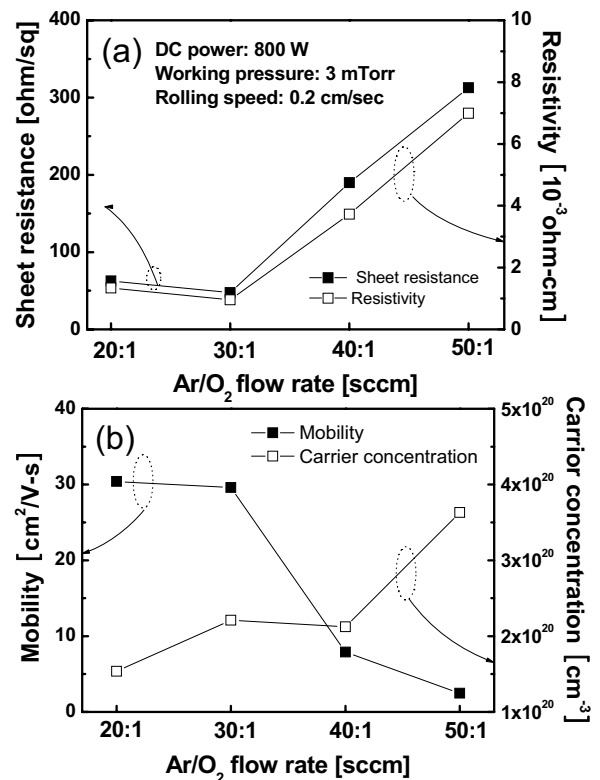 (a)
DC power: 800 W
Working pressure: 3 mTorr
Rolling speed: 0.2 cm/sec
Sheet resistance [ohm/sq]
400
300
200
100
0
Resistivity [ 10⁻³ ohm-cm]
10
8
6
4
2
0
Sheet resistance
Resistivity
20:1 30:1 40:1 50:1
Ar/O₂ flow rate [sccm]
(b)
Mobility
Carrier concentration
Mobility [cm²/V-s]
40
30
20
10
0
Carrior concentration [cm⁻³]
5x10²⁰
4x10²⁰
3x10²⁰
2x10²⁰
1x10²⁰
20:1 30:1 40:1 50:1
Ar/O₂ flow rate [sccm]